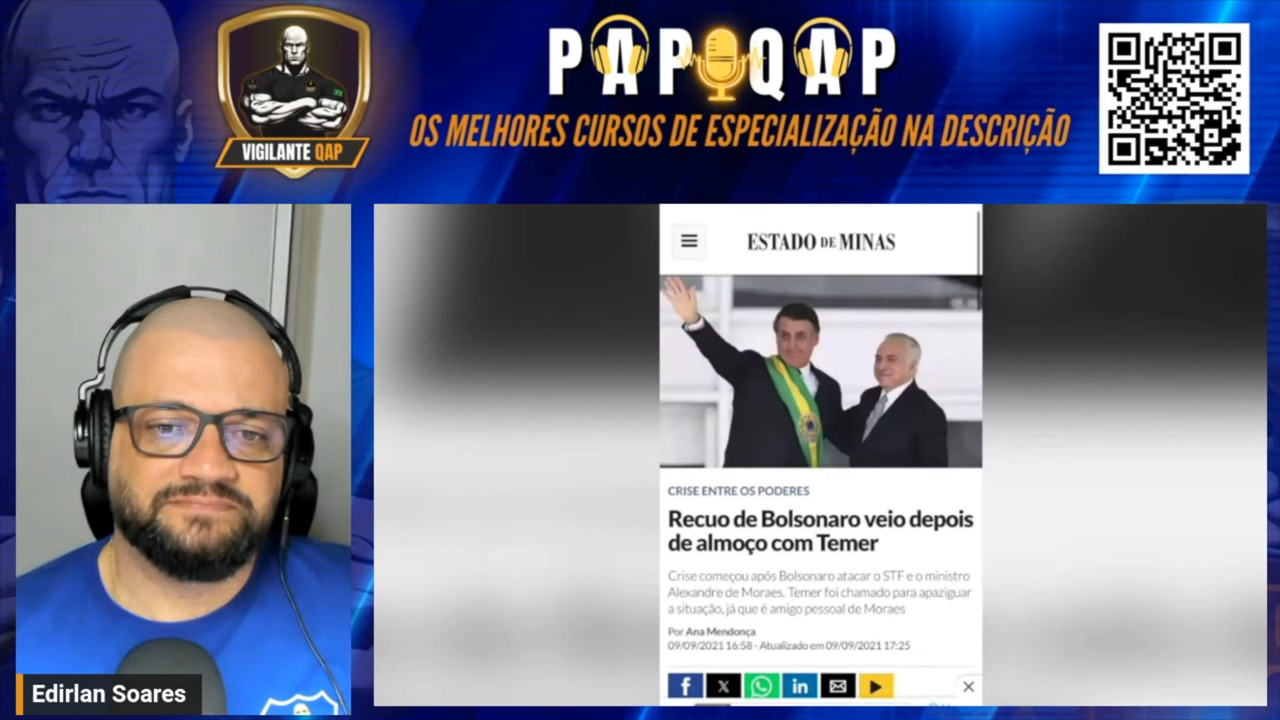 PAPOQAP
OS MELHORES CURSOS DE ESPECIALIZAÇÃO NA DESCRIÇÃO
VIGILANTE QAP
ESTADO DE MINAS
CRISE ENTRE OS PODERES
Recuo de Bolsonaro veio depois
de almoço com Temer
Crise começou após Bolsonaro atacar o STF e o ministro
Alexandre de Moraes. Temer foi chamado para apaziguar
a situação, já que é amigo pessoal de Moraes
Por Ana Mendonça
09/09/2021 16:58 - Atualizado em 09/09/2021 17:25
Edirlan Soares